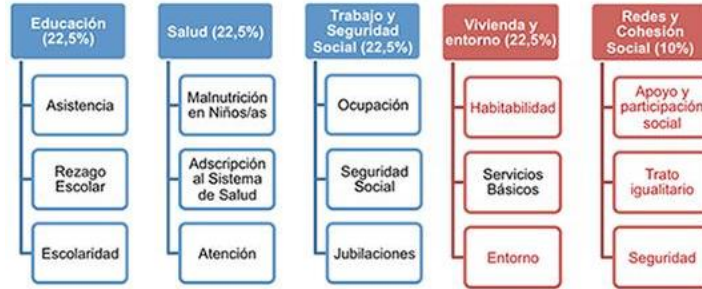 Educación
(22,5%)
Asistencia
Rezago
Escolar
Escolaridad
Salud (22,5%)
Malnutrición
en Niños/as
Adscripción
al Sistema
de Salud
Atención
Trabajo y
Seguridad
Social (22,5%)
Ocupación
Seguridad
Social
Jubilaciones
Vivienda y
entorno (22,5%)
Habitabilidad
Servicios
Básicos
Entorno
Redes y
Cohesión
Social (10%)
Apoyo y
participación
social
Trato
igualitario
Seguridad